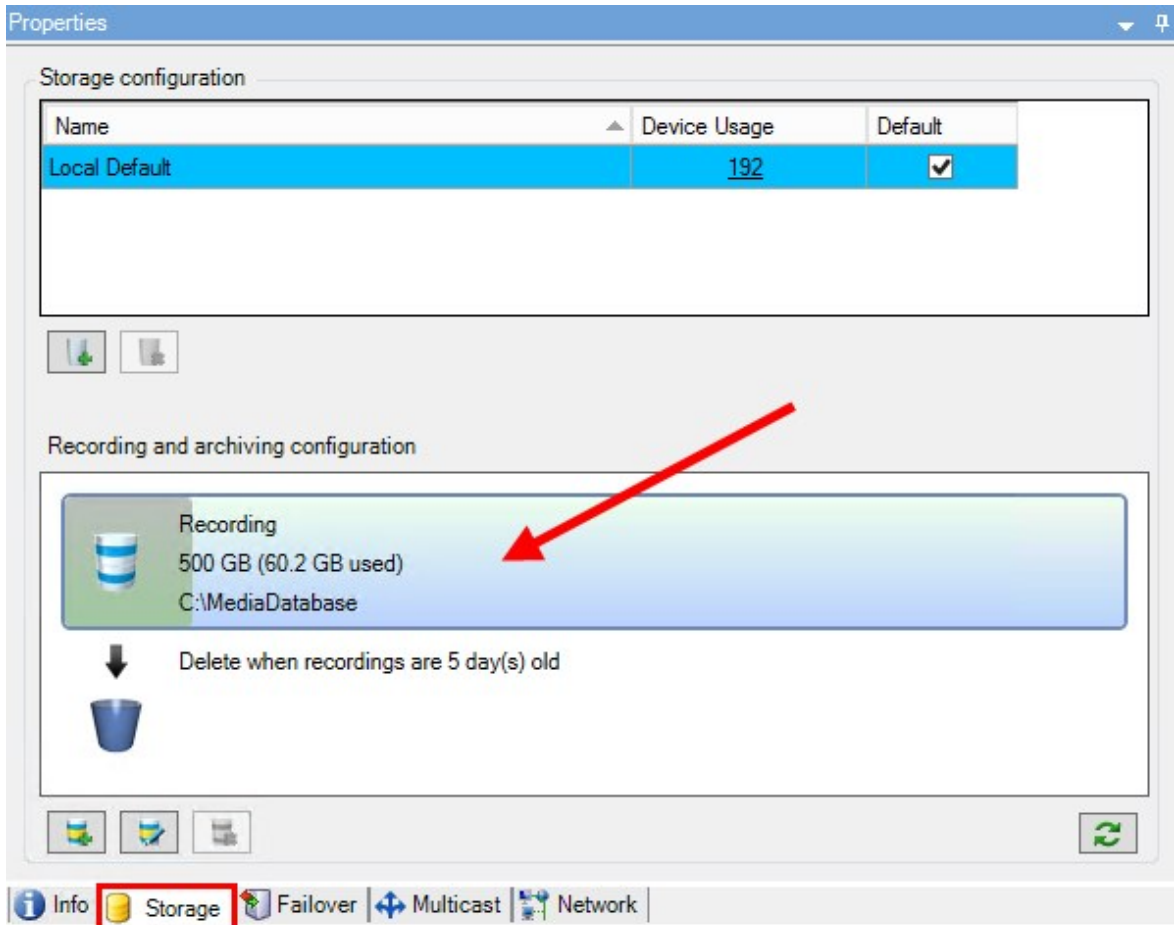 Properties
Storage configuration
Name Device Usage Default
Local Default 192
Recording and archiving configuration
Recording
500 GB (60.2 GB used)
C:\MediaDatabase
Delete when recordings are 5 day(s) old
Info Storage Failover Multicast Network